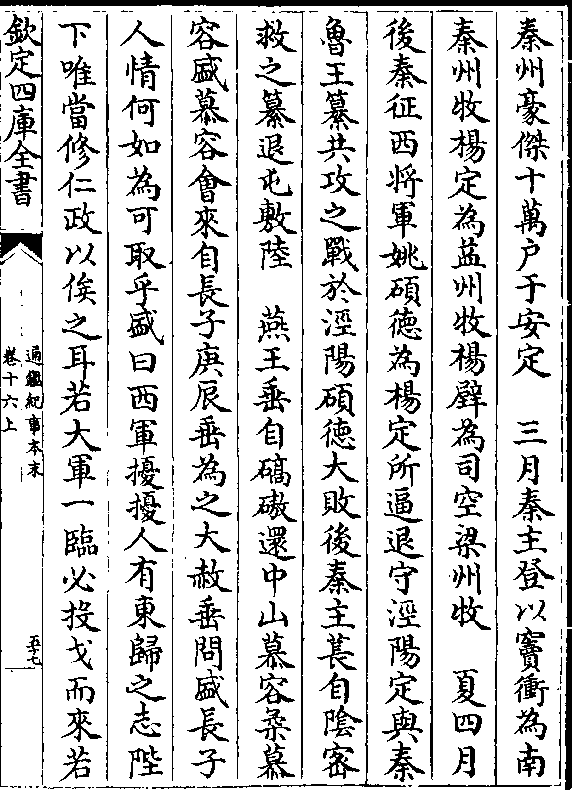 秦州豪傑十萬户于安定　三月秦主登以竇衝為南
秦州牧楊定為益州牧楊璧為司空梁州牧　夏四月
後秦征西将軍姚碩德為楊定所逼退守涇陽定與秦
魯王纂共攻之戰於涇陽碩德大敗後秦主萇自陰密
救之纂退屯敷陸　燕王垂自碻磝還中山慕容柔慕
容盛慕容會來自長子庚辰垂為之大赦垂問盛長子
人情何如為可取乎盛曰西軍擾擾人有東歸之志陛
下唯當修仁政以俟之耳若大軍一臨必投戈而來若
欽定四庫全書
通鑑紀事本末
卷十六上
五十七